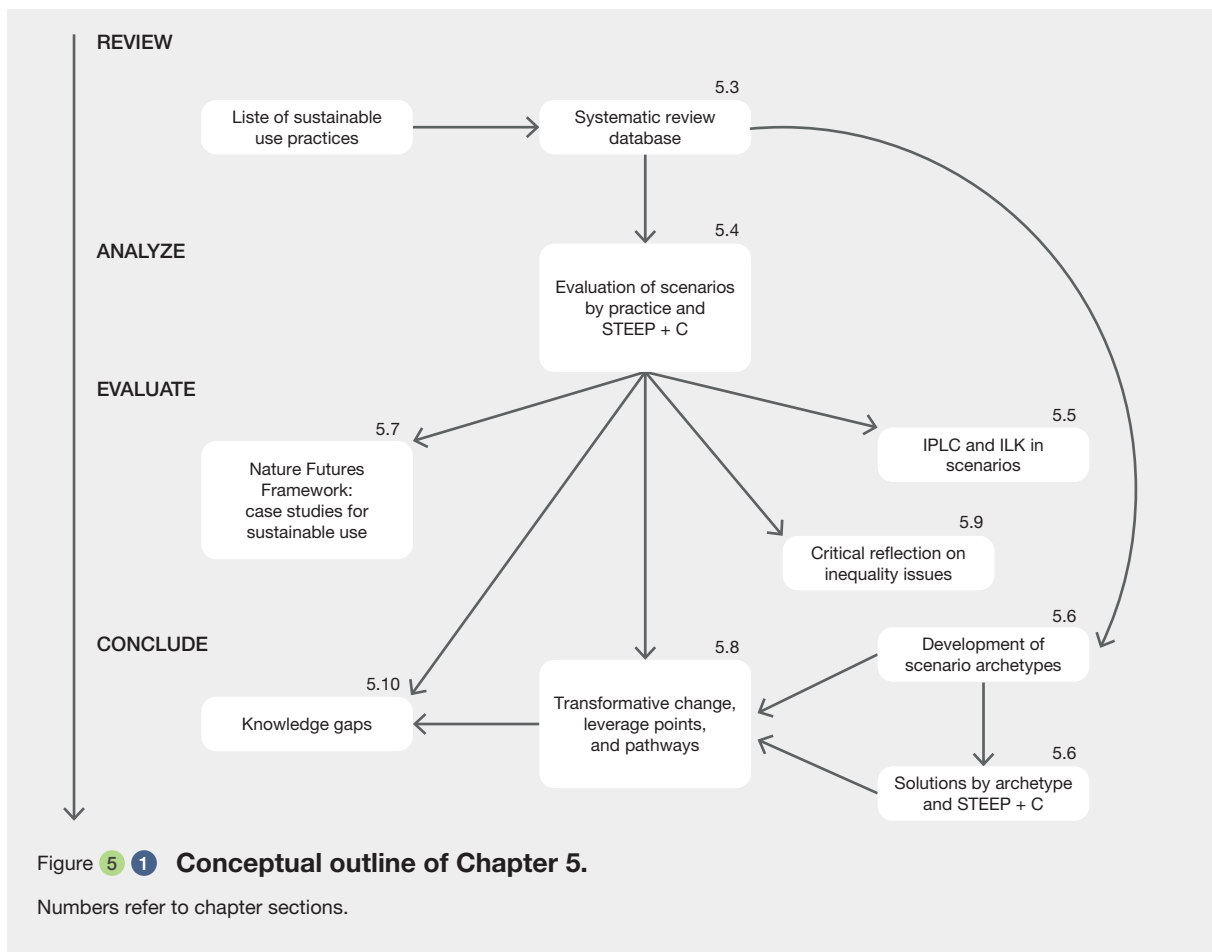 REVIEW
5.3
Liste of sustainable
use practices
Systematic review
database
ANALYZE
5.4
Evaluation of scenarios
by practice and
STEEP + C
EVALUATE
5.7
Nature Futures
Framework:
case studies for
sustainable use
5.5
IPLC and ILK in
scenarios
5.9
Critical reflection on
inequality issues
CONCLUDE
5.6
Development of
scenario archetypes
5.8
Transformative change,
leverage points,
and pathways
5.10
Knowledge gaps
5.6
Solutions by archetype
and STEEP + C
Figure 5 1 Conceptual outline of Chapter 5.
Numbers refer to chapter sections.